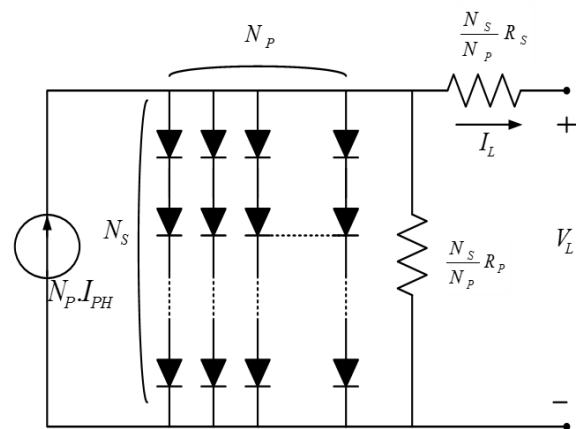 N_P
N_S/N_P R_S
I_L
+
N_S
N_P.I_PH
N_S/N_P R_P
V_L
−